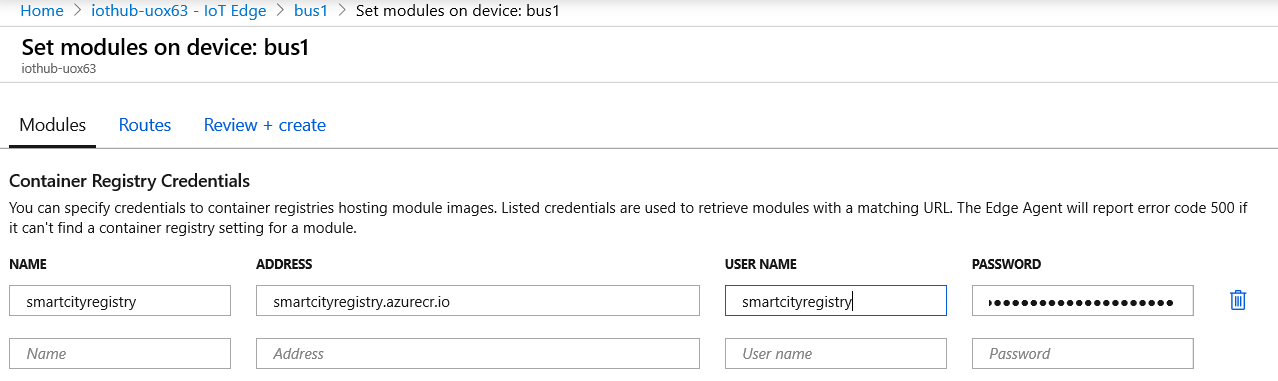 Home > iothub-uox63 - IoT Edge > bus1 > Set modules on device: bus1
Set modules on device: bus1
iothub-uox63
Modules Routes Review + create
Container Registry Credentials
You can specify credentials to container registries hosting module images. Listed credentials are used to retrieve modules with a matching URL. The Edge Agent will report error code 500 if
it can't find a container registry setting for a module.
NAME ADDRESS USER NAME PASSWORD
smartcityregistry smartcityregistry.azurecr.io smartcityregistry
Name Address User name Password